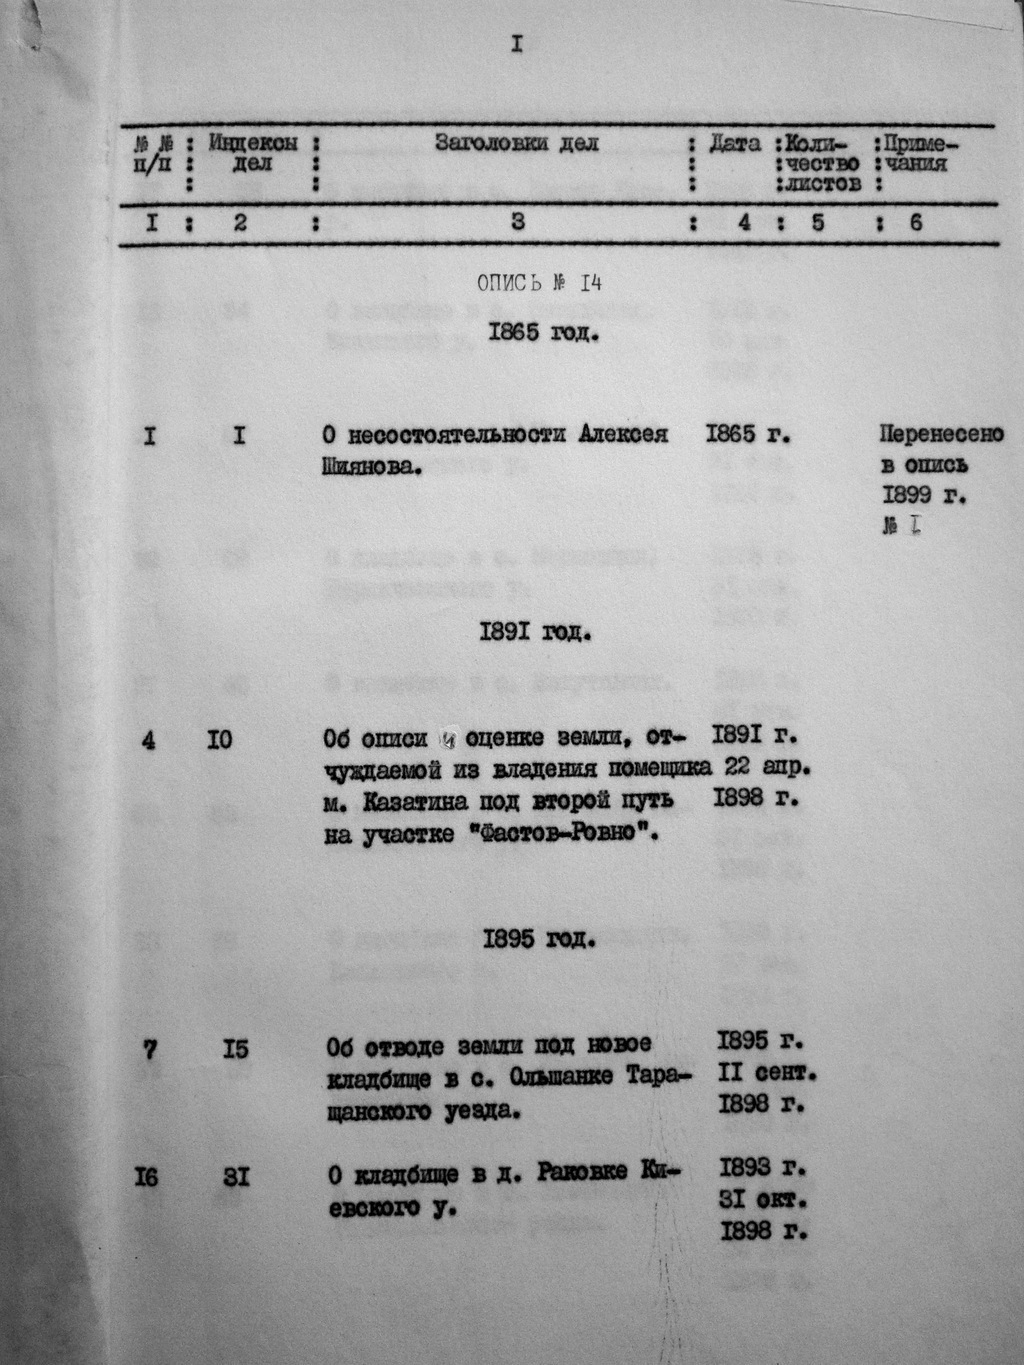 I
№ № : Индексы : Заголовки дел : Дата :Коли- :Приме-
п/п : дел : : :чество :чания
: : : :листов :
I : 2 : 3 : 4 : 5 : 6
ОПИСЬ № I4
I865 год.
I I О несостоятельности Алексея I865 г. Перенесено
Шиянова. в опись
I899 г.
№ I
I89I год.
4 I0 Об описи и оценке земли, от- I89I г.
чуждаемой из владения помещика 22 апр.
м. Казатина под второй путь I898 г.
на участке "Фастов-Ровно".
I895 год.
7 I5 Об отводе земли под новое I895 г.
кладбище в с. Ольшанке Тара- II сент.
щанского уезда. I898 г.
I6 3I О кладбище в д. Раковке Ки- I893 г.
евского у. 3I окт.
I898 г.